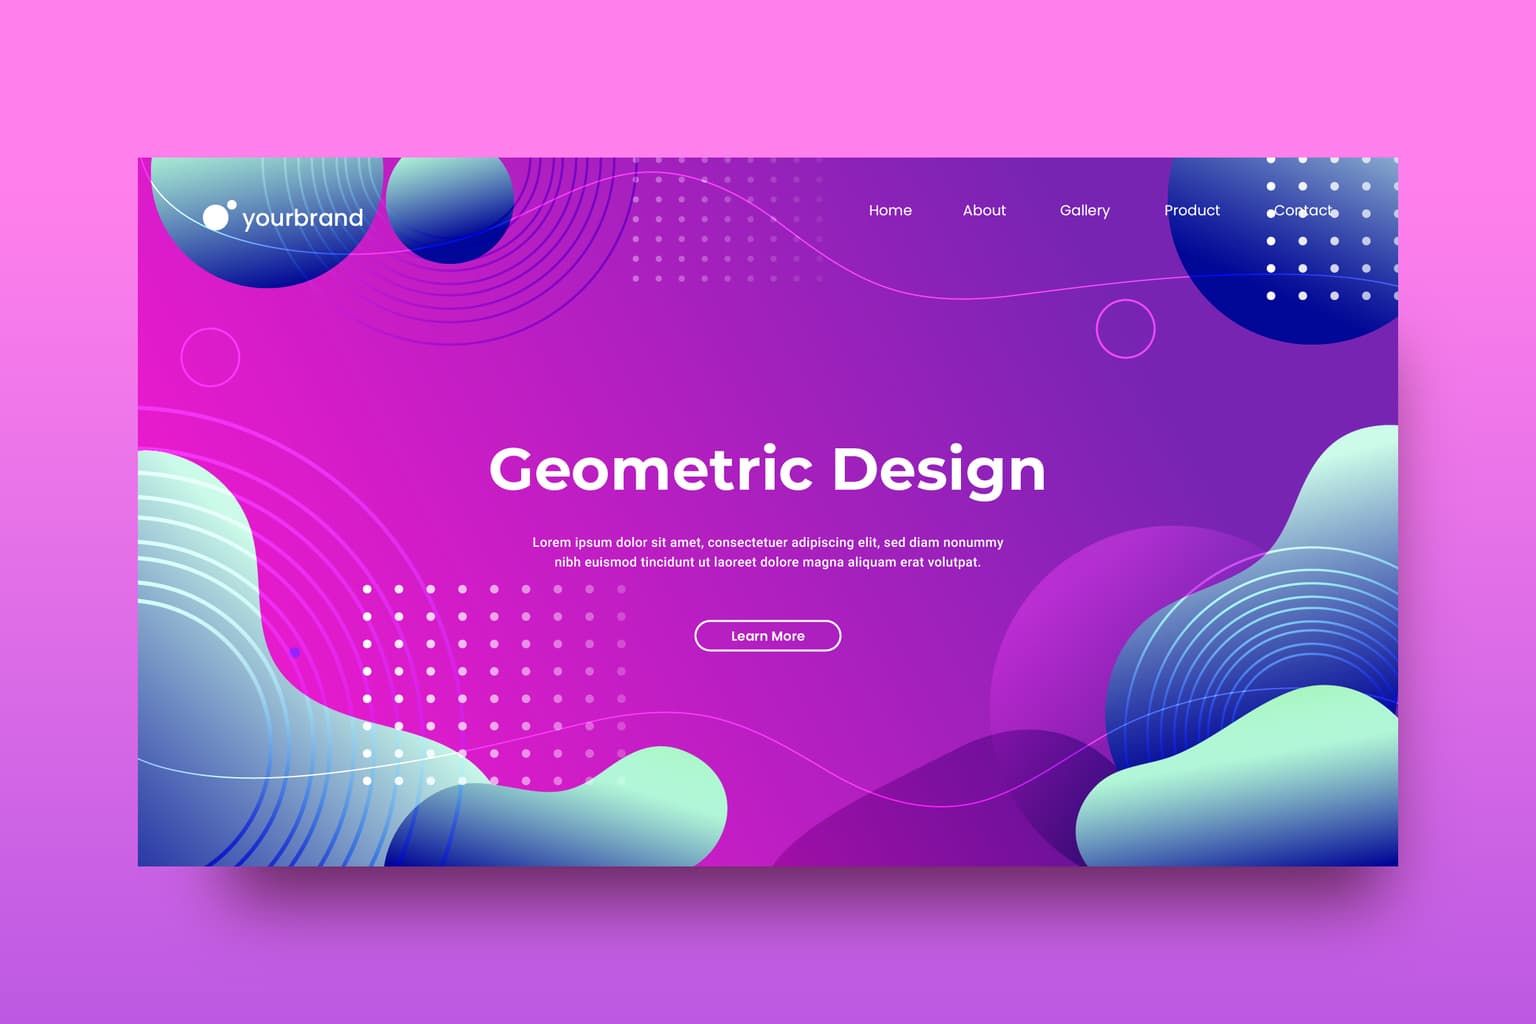 yourbrand
Home About Gallery Product Contact
Geometric Design
Lorem ipsum dolor sit amet, consectetuer adipiscing elit, sed diam nonummy
nibh euismod tincidunt ut laoreet dolore magna aliquam erat volutpat.
Learn More